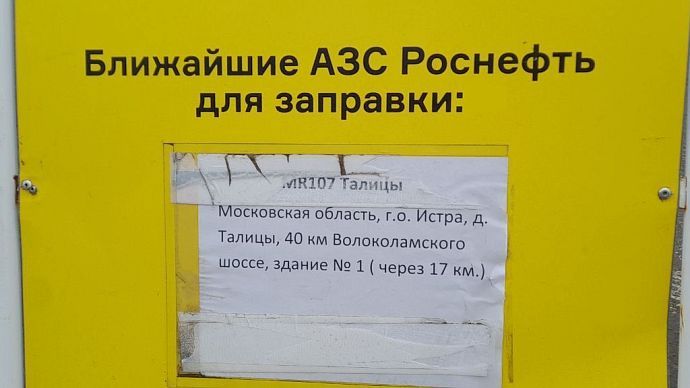 Ближайшие АЗС Роснефть
для заправки:
MR107 Талицы
Московская область, г.о. Истра, д.
Талицы, 40 км Волоколамского
шоссе, здание № 1 ( через 17 км.)